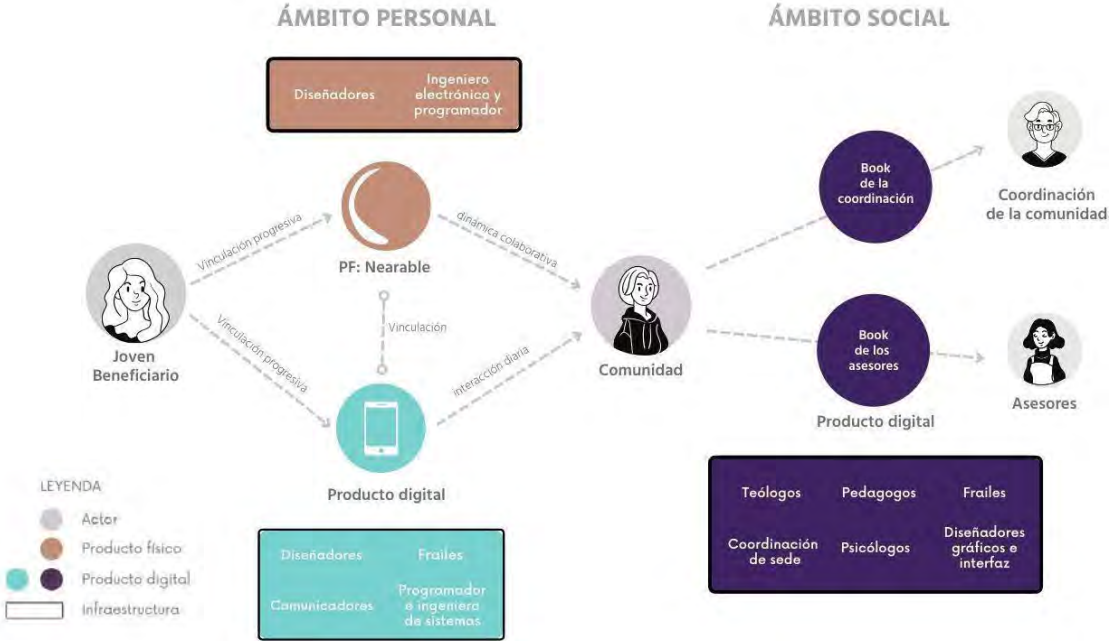 ÁMBITO PERSONAL
ÁMBITO SOCIAL
Diseñadores
Ingeniero
electrónico y
programador
Book
de la
coordinación
Coordinación
de la comunidad
Vinculación progresiva
dinámica colaborativa
PF: Nearable
Joven
Beneficiario
Vinculación progresiva
Vinculación
interacción diaria
Comunidad
Book
de los
asesores
Asesores
Producto digital
Producto digital
LEYENDA
Actor
Producto físico
Producto digital
Infraestructura
Diseñadores
Frailes
Comunicadores
Programador
e ingeniero
de sistemas
Teólogos
Pedagogos
Frailes
Coordinación
de sede
Psicólogos
Diseñadores
gráficos e
interfaz